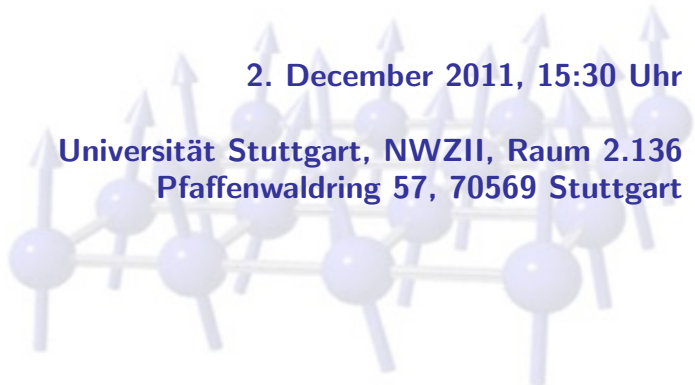 2. December 2011, 15:30 Uhr
Universität Stuttgart, NWZII, Raum 2.136
Pfaffenwaldring 57, 70569 Stuttgart